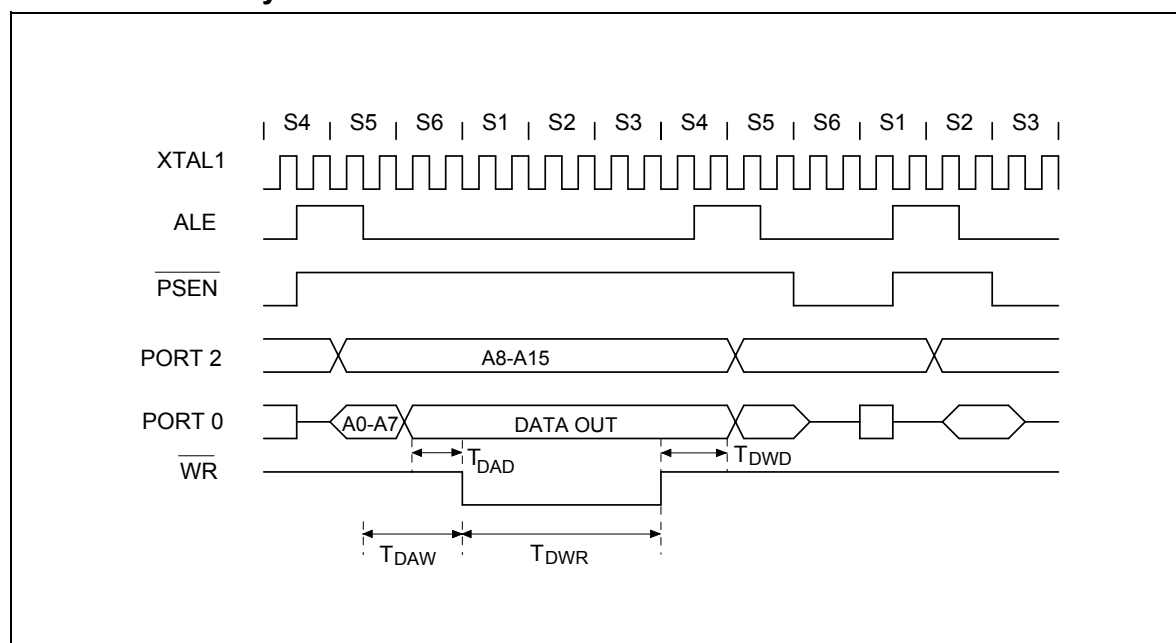 S4 S5 S6 S1 S2 S3 S4 S5 S6 S1 S2 S3
XTAL1
ALE
PSEN
PORT 2 A8-A15
PORT 0 A0-A7 DATA OUT
WR TDAD TDWD
TDAW TDWR